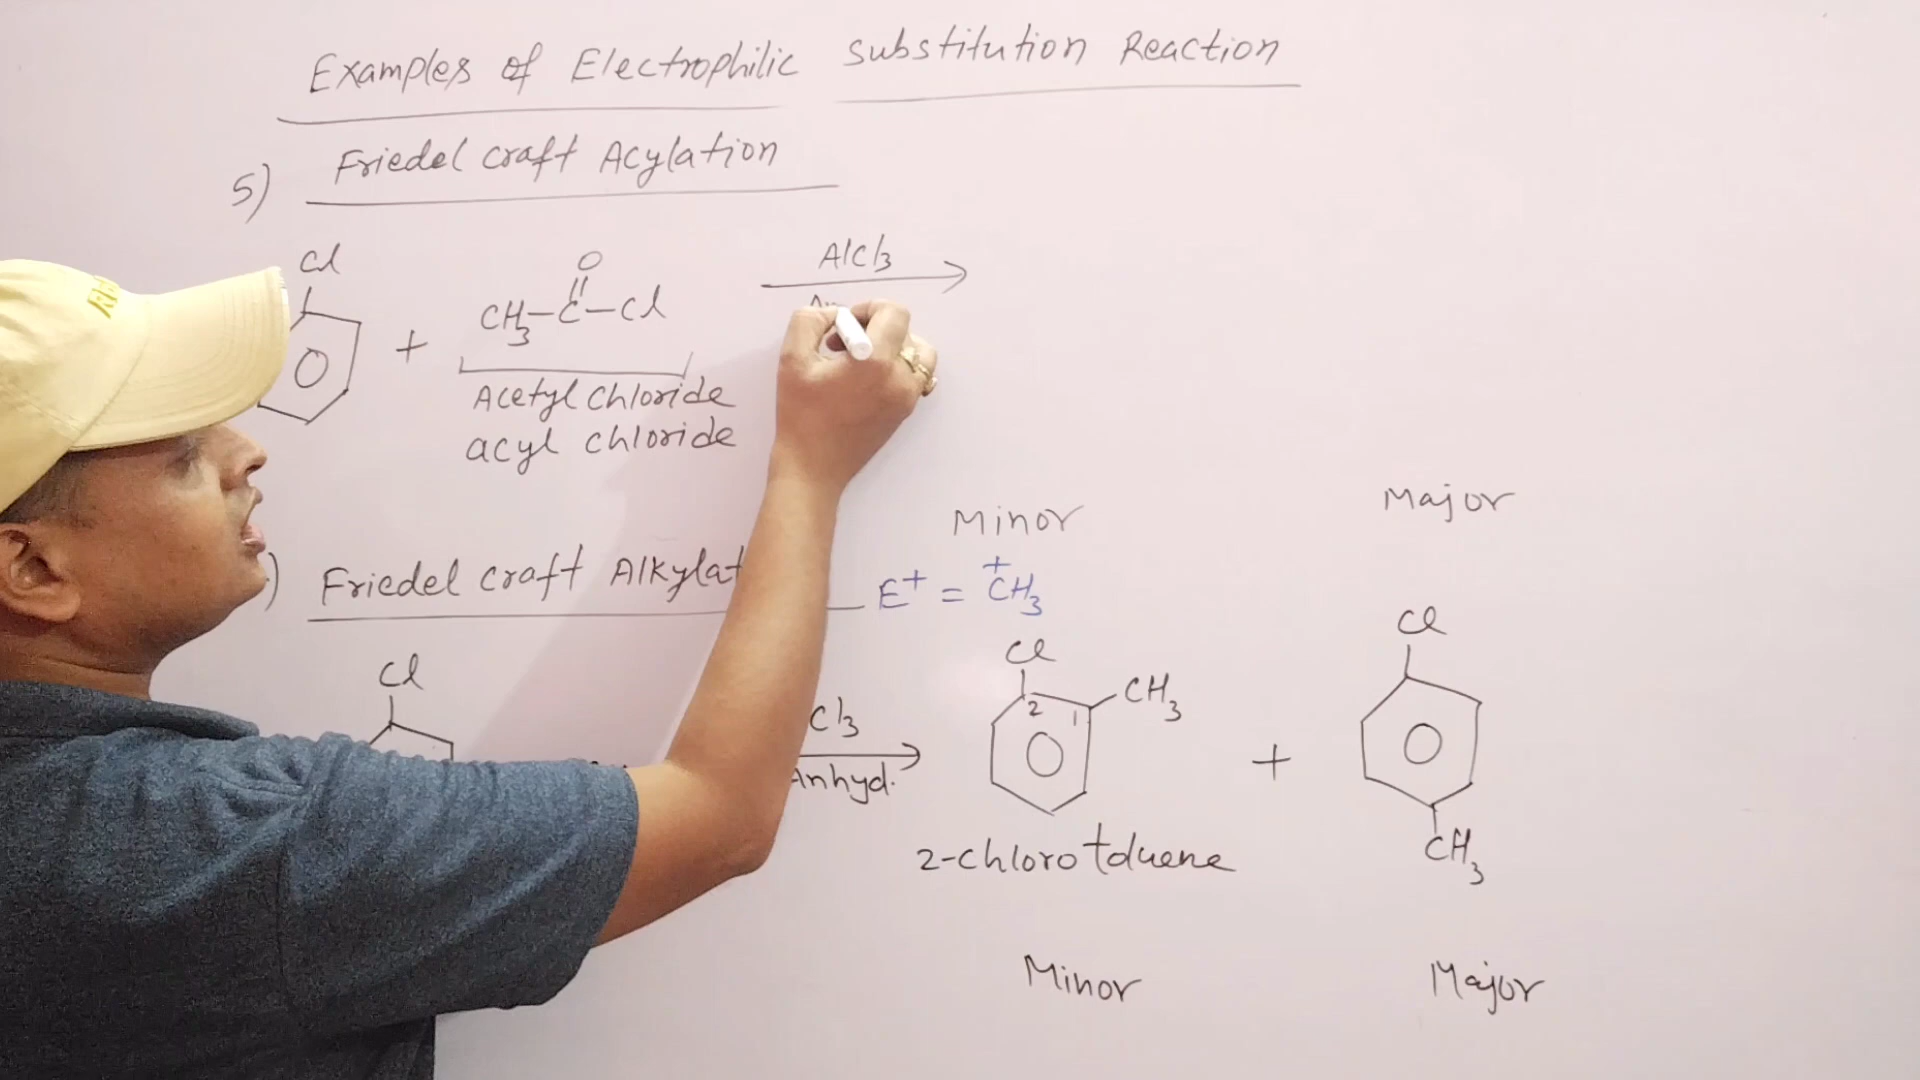 Examples of Electrophilic substitution Reaction
5) Friedel craft Acylation
Cl
O
CH3-C-Cl
+
AlCl3
An
Acetyl chloride
acyl chloride
Minor
Major
) Friedel craft Alkylat
E+ = +CH3
Cl
Cl3
Anhyd.
Cl
2
1
CH3
+
Cl
CH3
2-chlorotoluene
Minor
Major